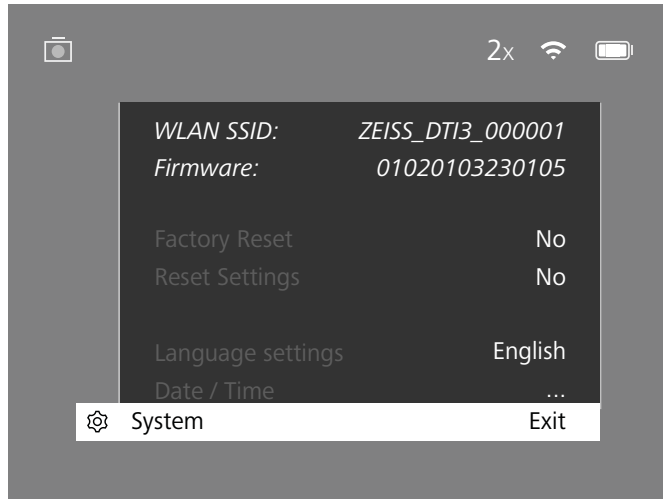 2x
WLAN SSID: ZEISS_DTI3_000001
Firmware: 01020103230105
Factory Reset No
Reset Settings No
Language settings English
Date / Time ...
System Exit